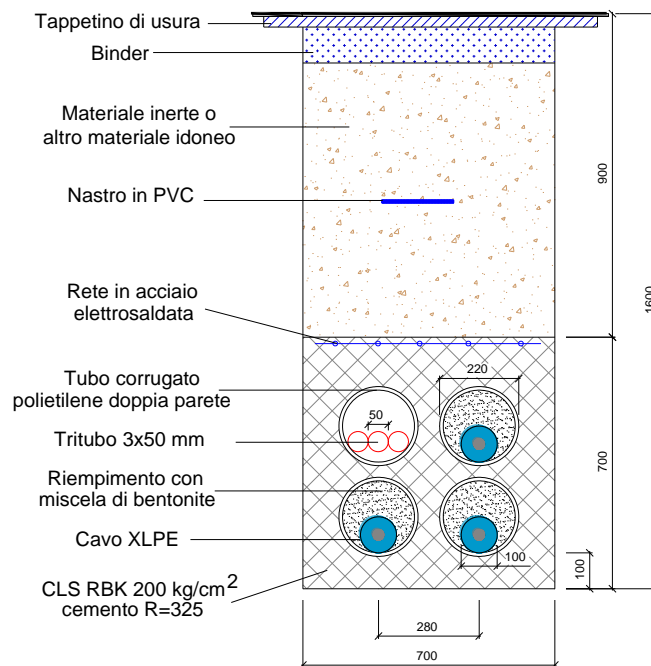 Tappetino di usura
Binder
Materiale inerte o
altro materiale idoneo
900
Nastro in PVC
1600
Rete in acciaio
elettrosaldata
Tubo corrugato
polietilene doppia parete
220
50
Tritubo 3x50 mm
700
Riempimento con
miscela di bentonite
Cavo XLPE
100
100
CLS RBK 200 kg/cm2
cemento R=325
280
700